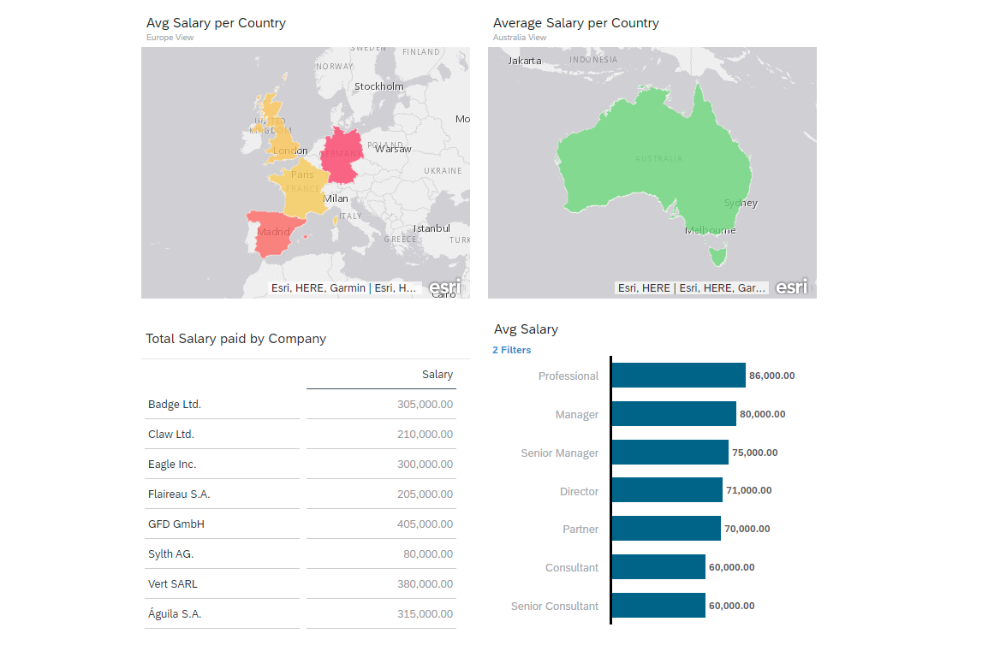 Avg Salary per Country
Europe View
SWEDEN
FINLAND
NORWAY
Stockholm
UNITED
KINGDOM
London
POLAND
Warsaw
GERMANY
Paris
FRANCE
UKRAINE
Milan
ITALY
Madrid
Istanbul
GREECE
TURK
Esri, HERE, Garmin | Esri, H...
esri
Cairo
Average Salary per Country
Australia View
Jakarta
INDONESIA
AUSTRALIA
Sydney
Melbourne
Esri, HERE | Esri, HERE, Gar...
esri
Total Salary paid by Company
Salary
Badge Ltd. 305,000.00
Claw Ltd. 210,000.00
Eagle Inc. 300,000.00
Flaireau S.A. 205,000.00
GFD GmbH 405,000.00
Sylth AG. 80,000.00
Vert SARL 380,000.00
Águila S.A. 315,000.00
Avg Salary
2 Filters
Professional 86,000.00
Manager 80,000.00
Senior Manager 75,000.00
Director 71,000.00
Partner 70,000.00
Consultant 60,000.00
Senior Consultant 60,000.00